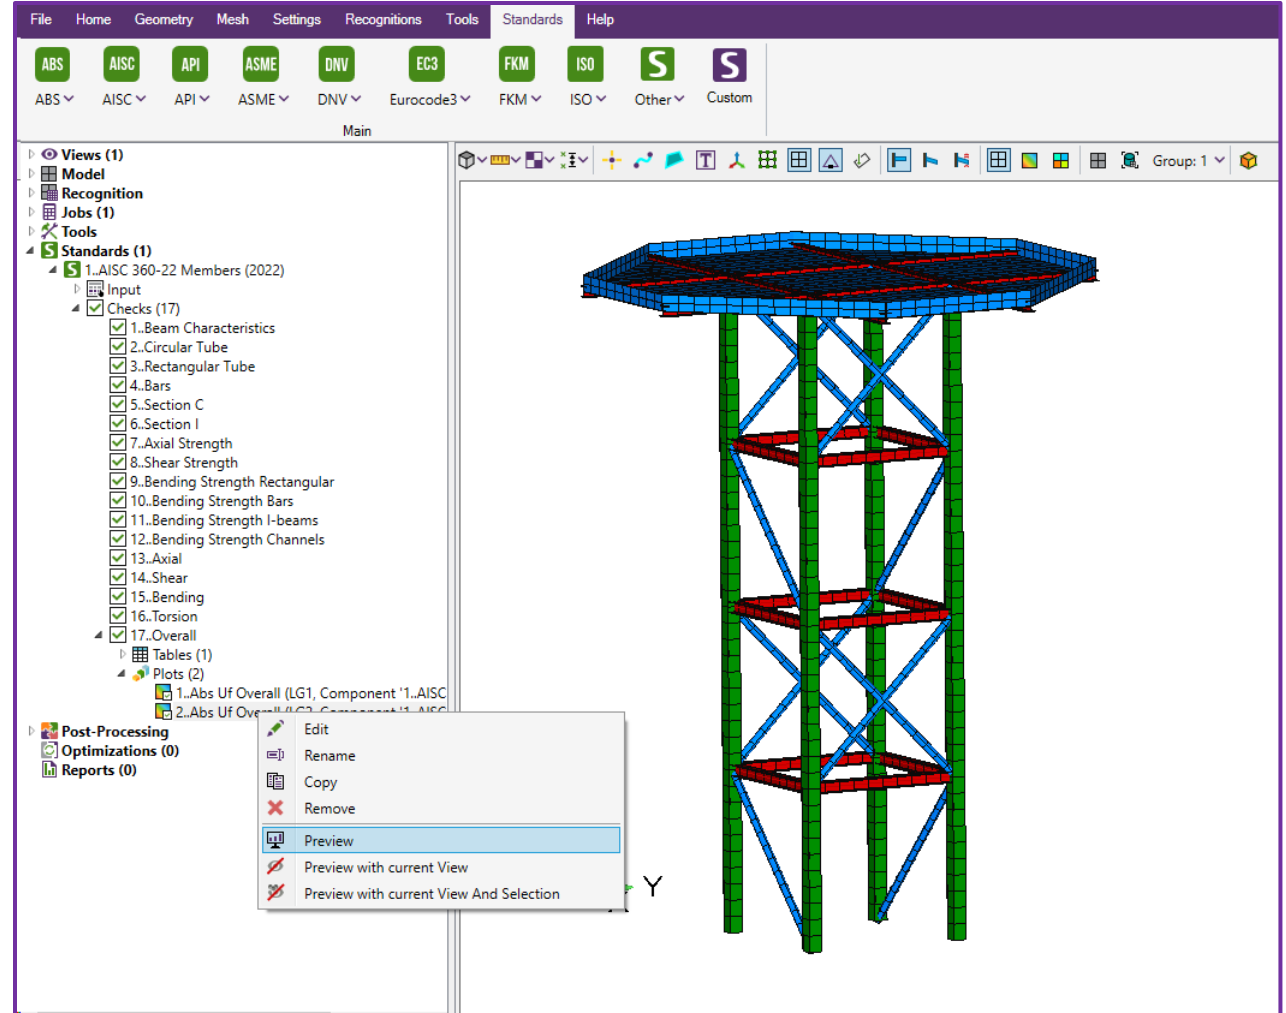 File Home Geometry Mesh Settings Recognitions Tools Standards Help
ABS AISC API ASME DNV EC3 FKM ISO S S
ABS AISC API ASME DNV Eurocode3 FKM ISO Other Custom
Main
Views (1)
Model
Recognition
Jobs (1)
Tools
Standards (1)
1..AISC 360-22 Members (2022)
Input
Checks (17)
1..Beam Characteristics
2..Circular Tube
3..Rectangular Tube
4..Bars
5..Section C
6..Section I
7..Axial Strength
8..Shear Strength
9..Bending Strength Rectangular
10..Bending Strength Bars
11..Bending Strength I-beams
12..Bending Strength Channels
13..Axial
14..Shear
15..Bending
16..Torsion
17..Overall
Tables (1)
Plots (2)
1..Abs Uf Overall (LG1, Component '1..AISC
2..Abs Uf Overall (LG2, Component '1..AISC
Post-Processing
Optimizations (0)
Reports (0)
Edit
Rename
Copy
Remove
Preview
Preview with current View
Preview with current View And Selection
T Group: 1
Y